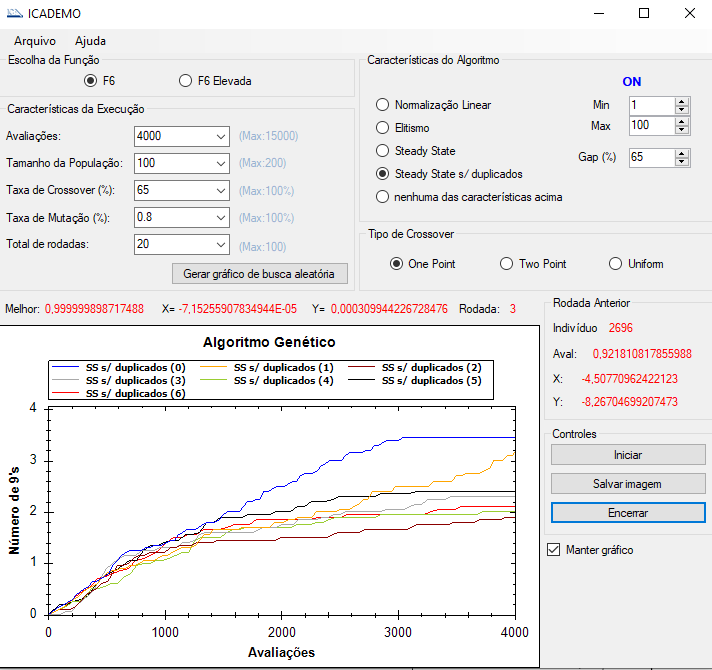 ICADEMO
Arquivo Ajuda
Escolha da Função
F6 F6 Elevada
Características da Execução
Avaliações: 4000 (Max:15000)
Tamanho da População: 100 (Max:200)
Taxa de Crossover (%): 65 (Max:100%)
Taxa de Mutação (%): 0.8 (Max:100%)
Total de rodadas: 20 (Max:100)
Gerar gráfico de busca aleatória
Características do Algoritmo
ON
Normalização Linear
Elitismo
Steady State
Steady State s/ duplicados
nenhuma das características acima
Min 1
Max 100
Gap (%) 65
Tipo de Crossover
One Point Two Point Uniform
Melhor: 0,999999898717488 X= -7,15255907834944E-05 Y= 0,000309944226728476 Rodada: 3
Algoritmo Genético
SS s/ duplicados (0) SS s/ duplicados (1) SS s/ duplicados (2)
SS s/ duplicados (3) SS s/ duplicados (4) SS s/ duplicados (5)
SS s/ duplicados (6)
Número de 9's
4
3
2
1
0
0 1000 2000 3000 4000
Avaliações
Rodada Anterior
Indivíduo 2696
Aval: 0,921810817855988
X: -4,50770962422123
Y: -8,26704699207473
Controles
Iniciar
Salvar imagem
Encerrar
Manter gráfico